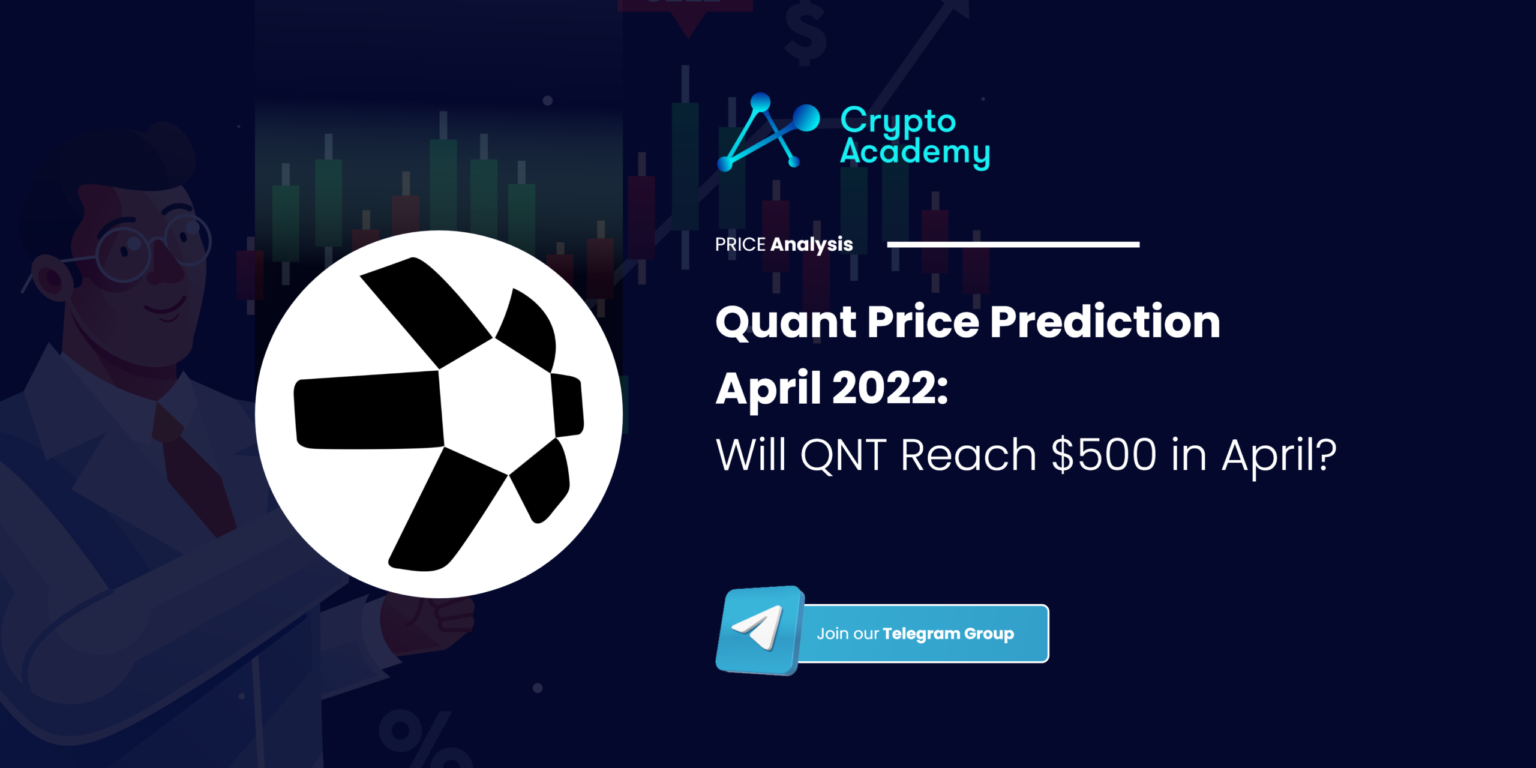 Crypto
Academy
PRICE Analysis
Quant Price Prediction
April 2022:
Will QNT Reach $500 in April?
Join our Telegram Group
$
%